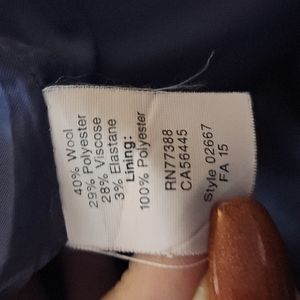 40% Wool
29% Polyester
28% Viscose
3% Elastane
Lining:
100% Polyester
RN77388
CA56445
Style 02667
FA 15